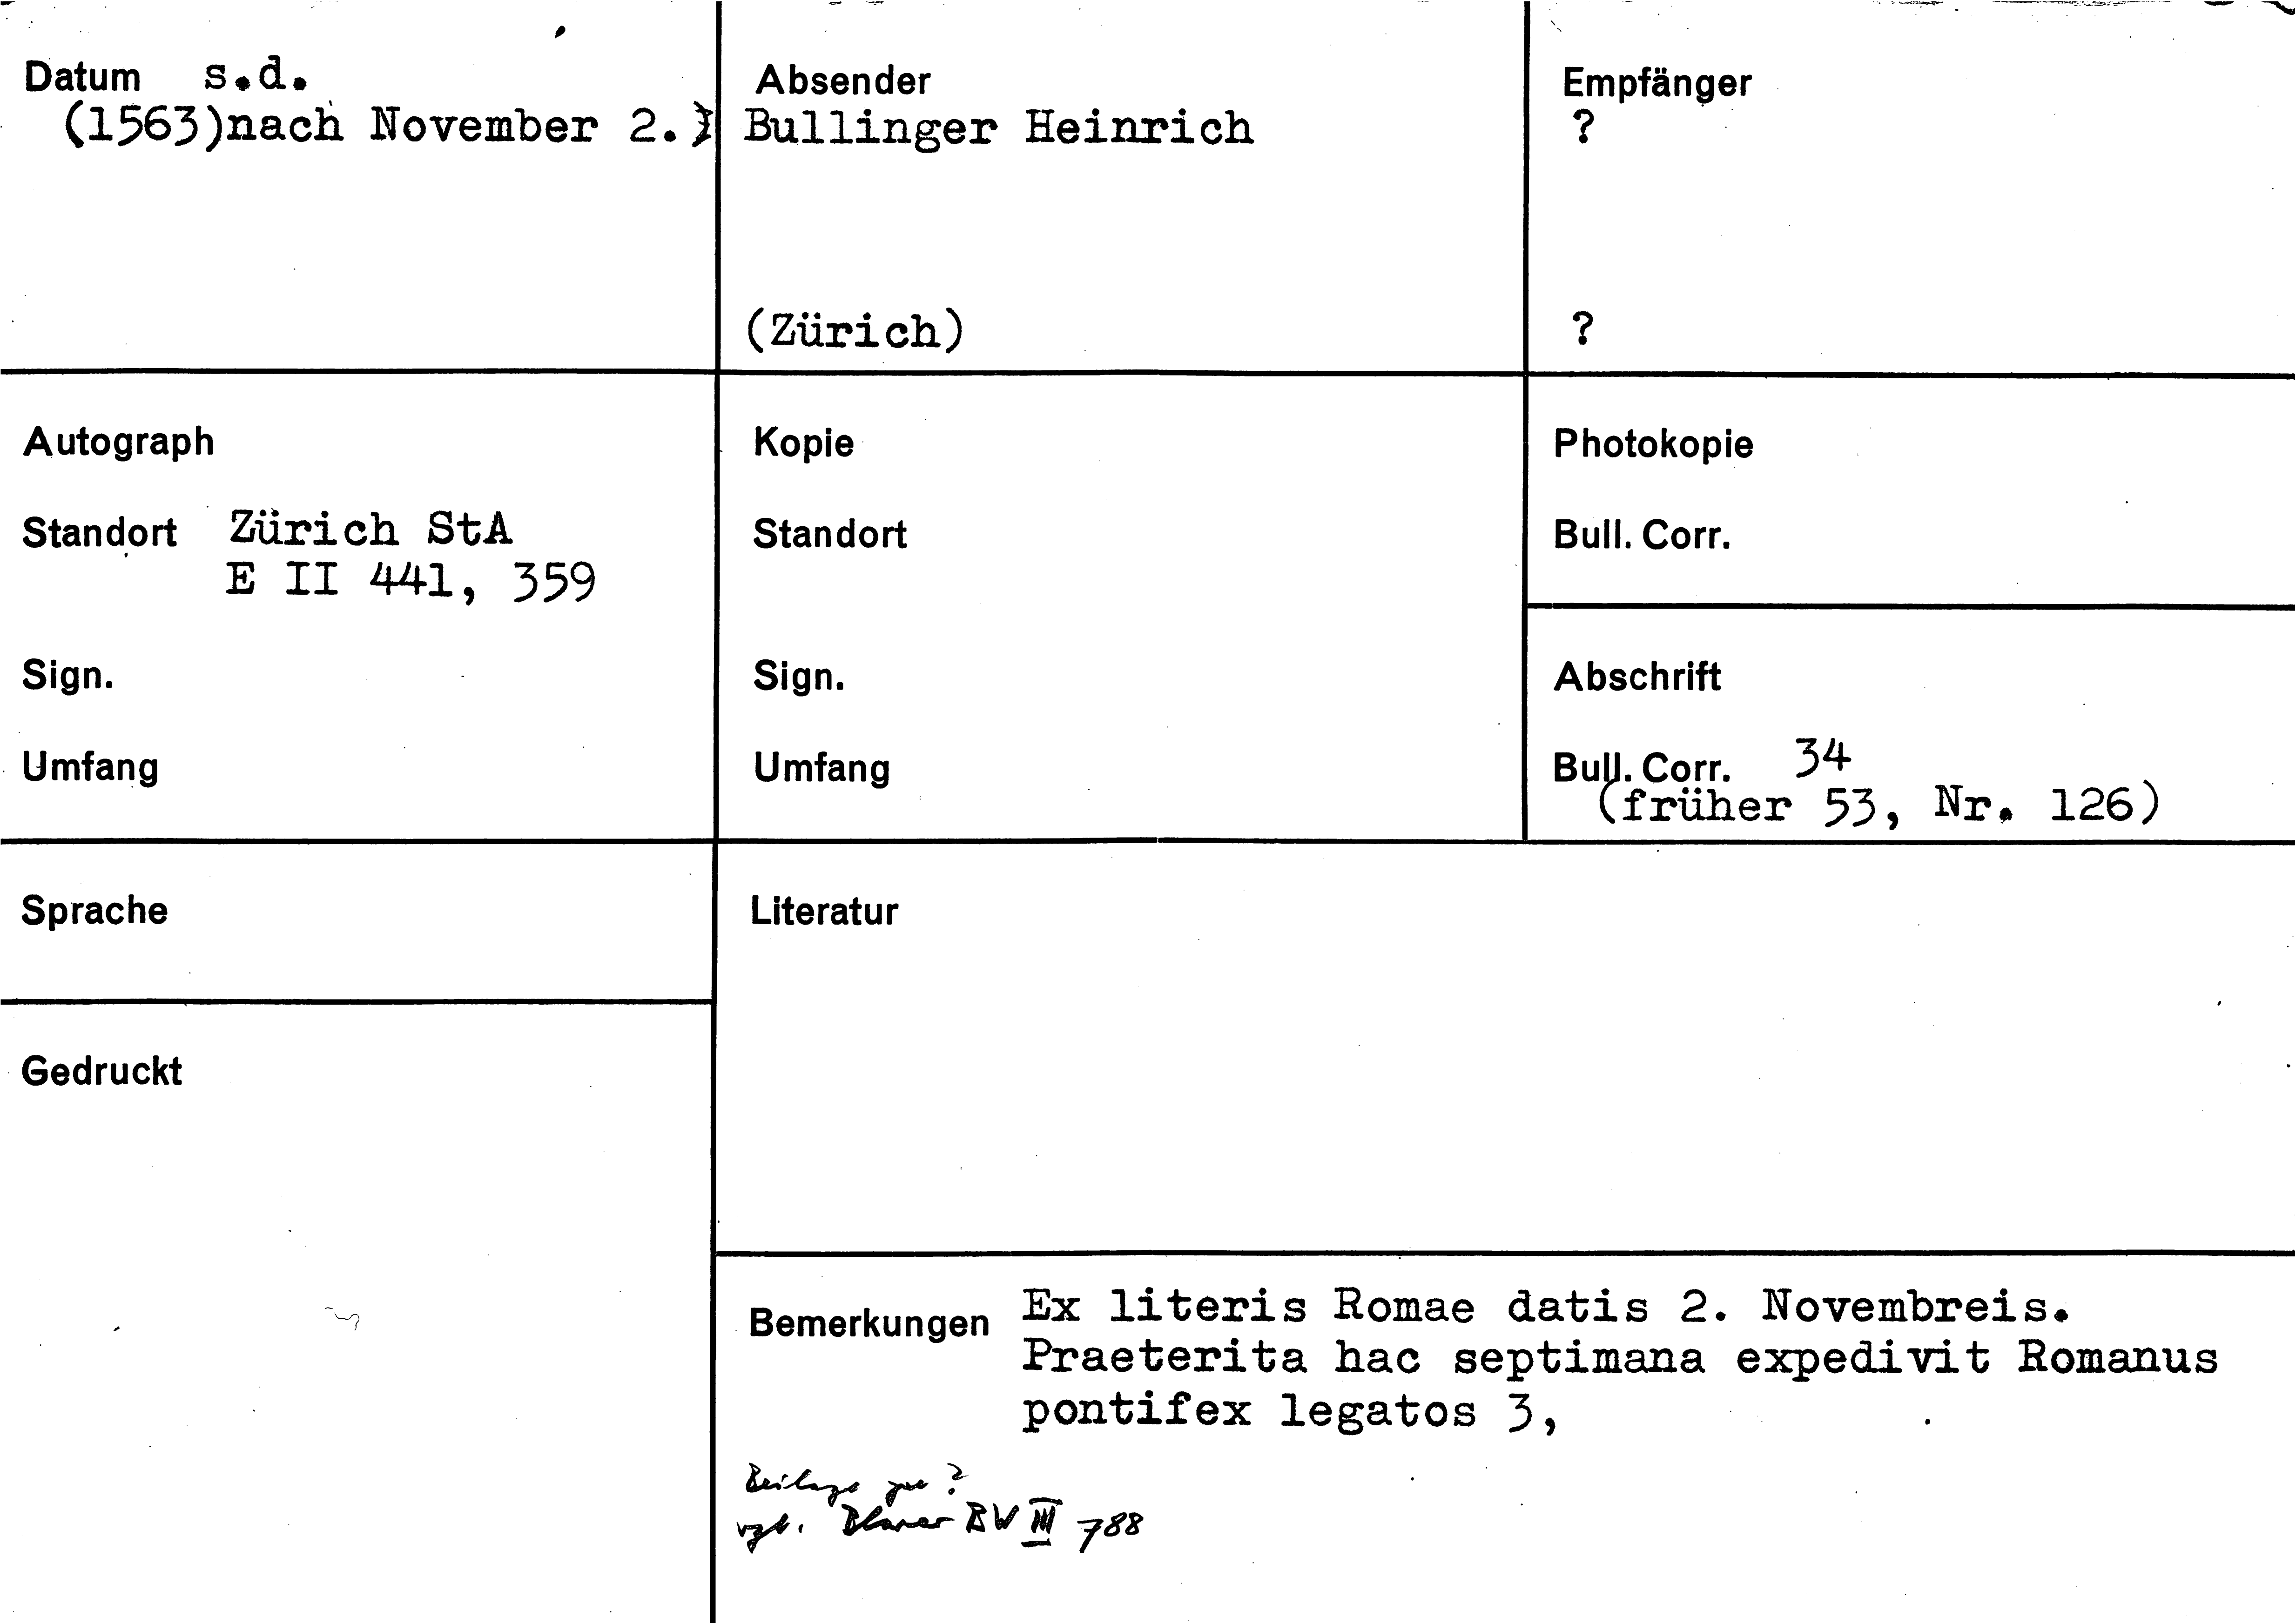 Datum s.d.
(1563)nach November 2.)
Absender
Bullinger Heinrich
(Zürich)
Empfänger
?
?
Autograph
Standort Zürich StA
E II 441, 359
Sign.
Umfang
Kopie
Standort
Sign.
Umfang
Photokopie
Bull. Corr.
Abschrift
Bull. Corr. 34
(früher 53, Nr. 126)
Sprache
Gedruckt
Literatur
Bemerkungen Ex literis Romae datis 2. Novembreis.
Praeterita hac septimana expedivit Romanus
pontifex legatos 3,
Beilage zu ?
vgl. Blarer BW III 788